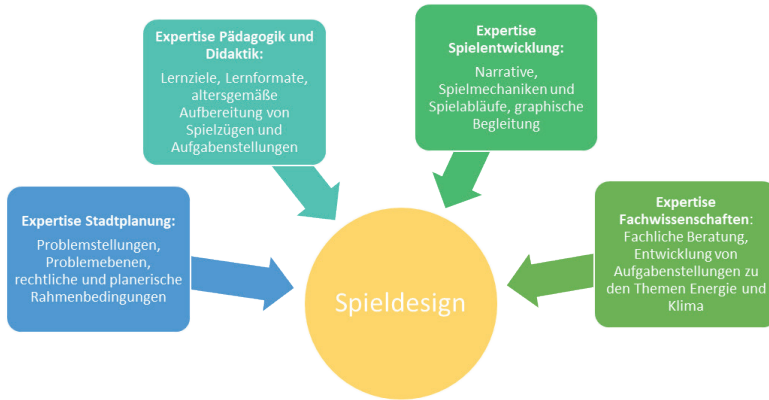 Expertise Pädagogik und
Didaktik:
Lernziele, Lernformate,
altersgemäße
Aufbereitung von
Spielzügen und
Aufgabenstellungen
Expertise
Spielentwicklung:
Narrative,
Spielmechaniken und
Spielabläufe, graphische
Begleitung
Expertise Stadtplanung:
Problemstellungen,
Problemebenen,
rechtliche und planerische
Rahmenbedingungen
Expertise
Fachwissenschaften:
Fachliche Beratung,
Entwicklung von
Aufgabenstellungen zu
den Themen Energie und
Klima
Spieldesign